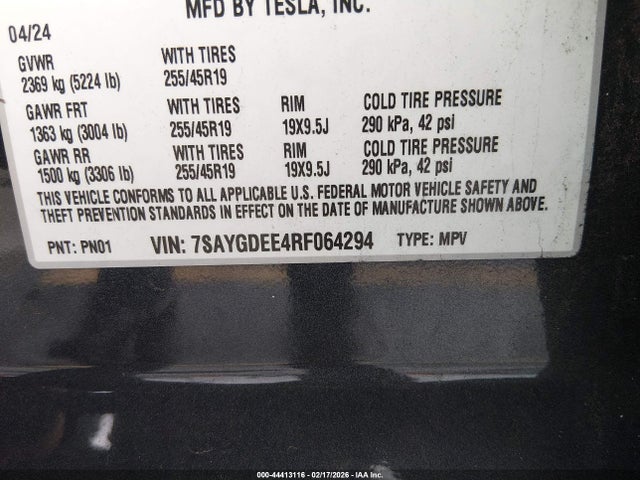 MFD BY TESLA, INC.
04/24
GVWR WITH TIRES
2369 kg (5224 lb) 255/45R19
GAWR FRT WITH TIRES RIM COLD TIRE PRESSURE
1363 kg (3004 lb) 255/45R19 19X9.5J 290 kPa, 42 psi
GAWR RR WITH TIRES RIM COLD TIRE PRESSURE
1500 kg (3306 lb) 255/45R19 19X9.5J 290 kPa, 42 psi
THIS VEHICLE CONFORMS TO ALL APPLICABLE U.S. FEDERAL MOTOR VEHICLE SAFETY AND
THEFT PREVENTION STANDARDS IN EFFECT ON THE DATE OF MANUFACTURE SHOWN ABOVE.
PNT: PN01 VIN: 7SAYGDEE4RF064294 TYPE: MPV
000-44413116 - 02/17/2026 - IAA Inc.